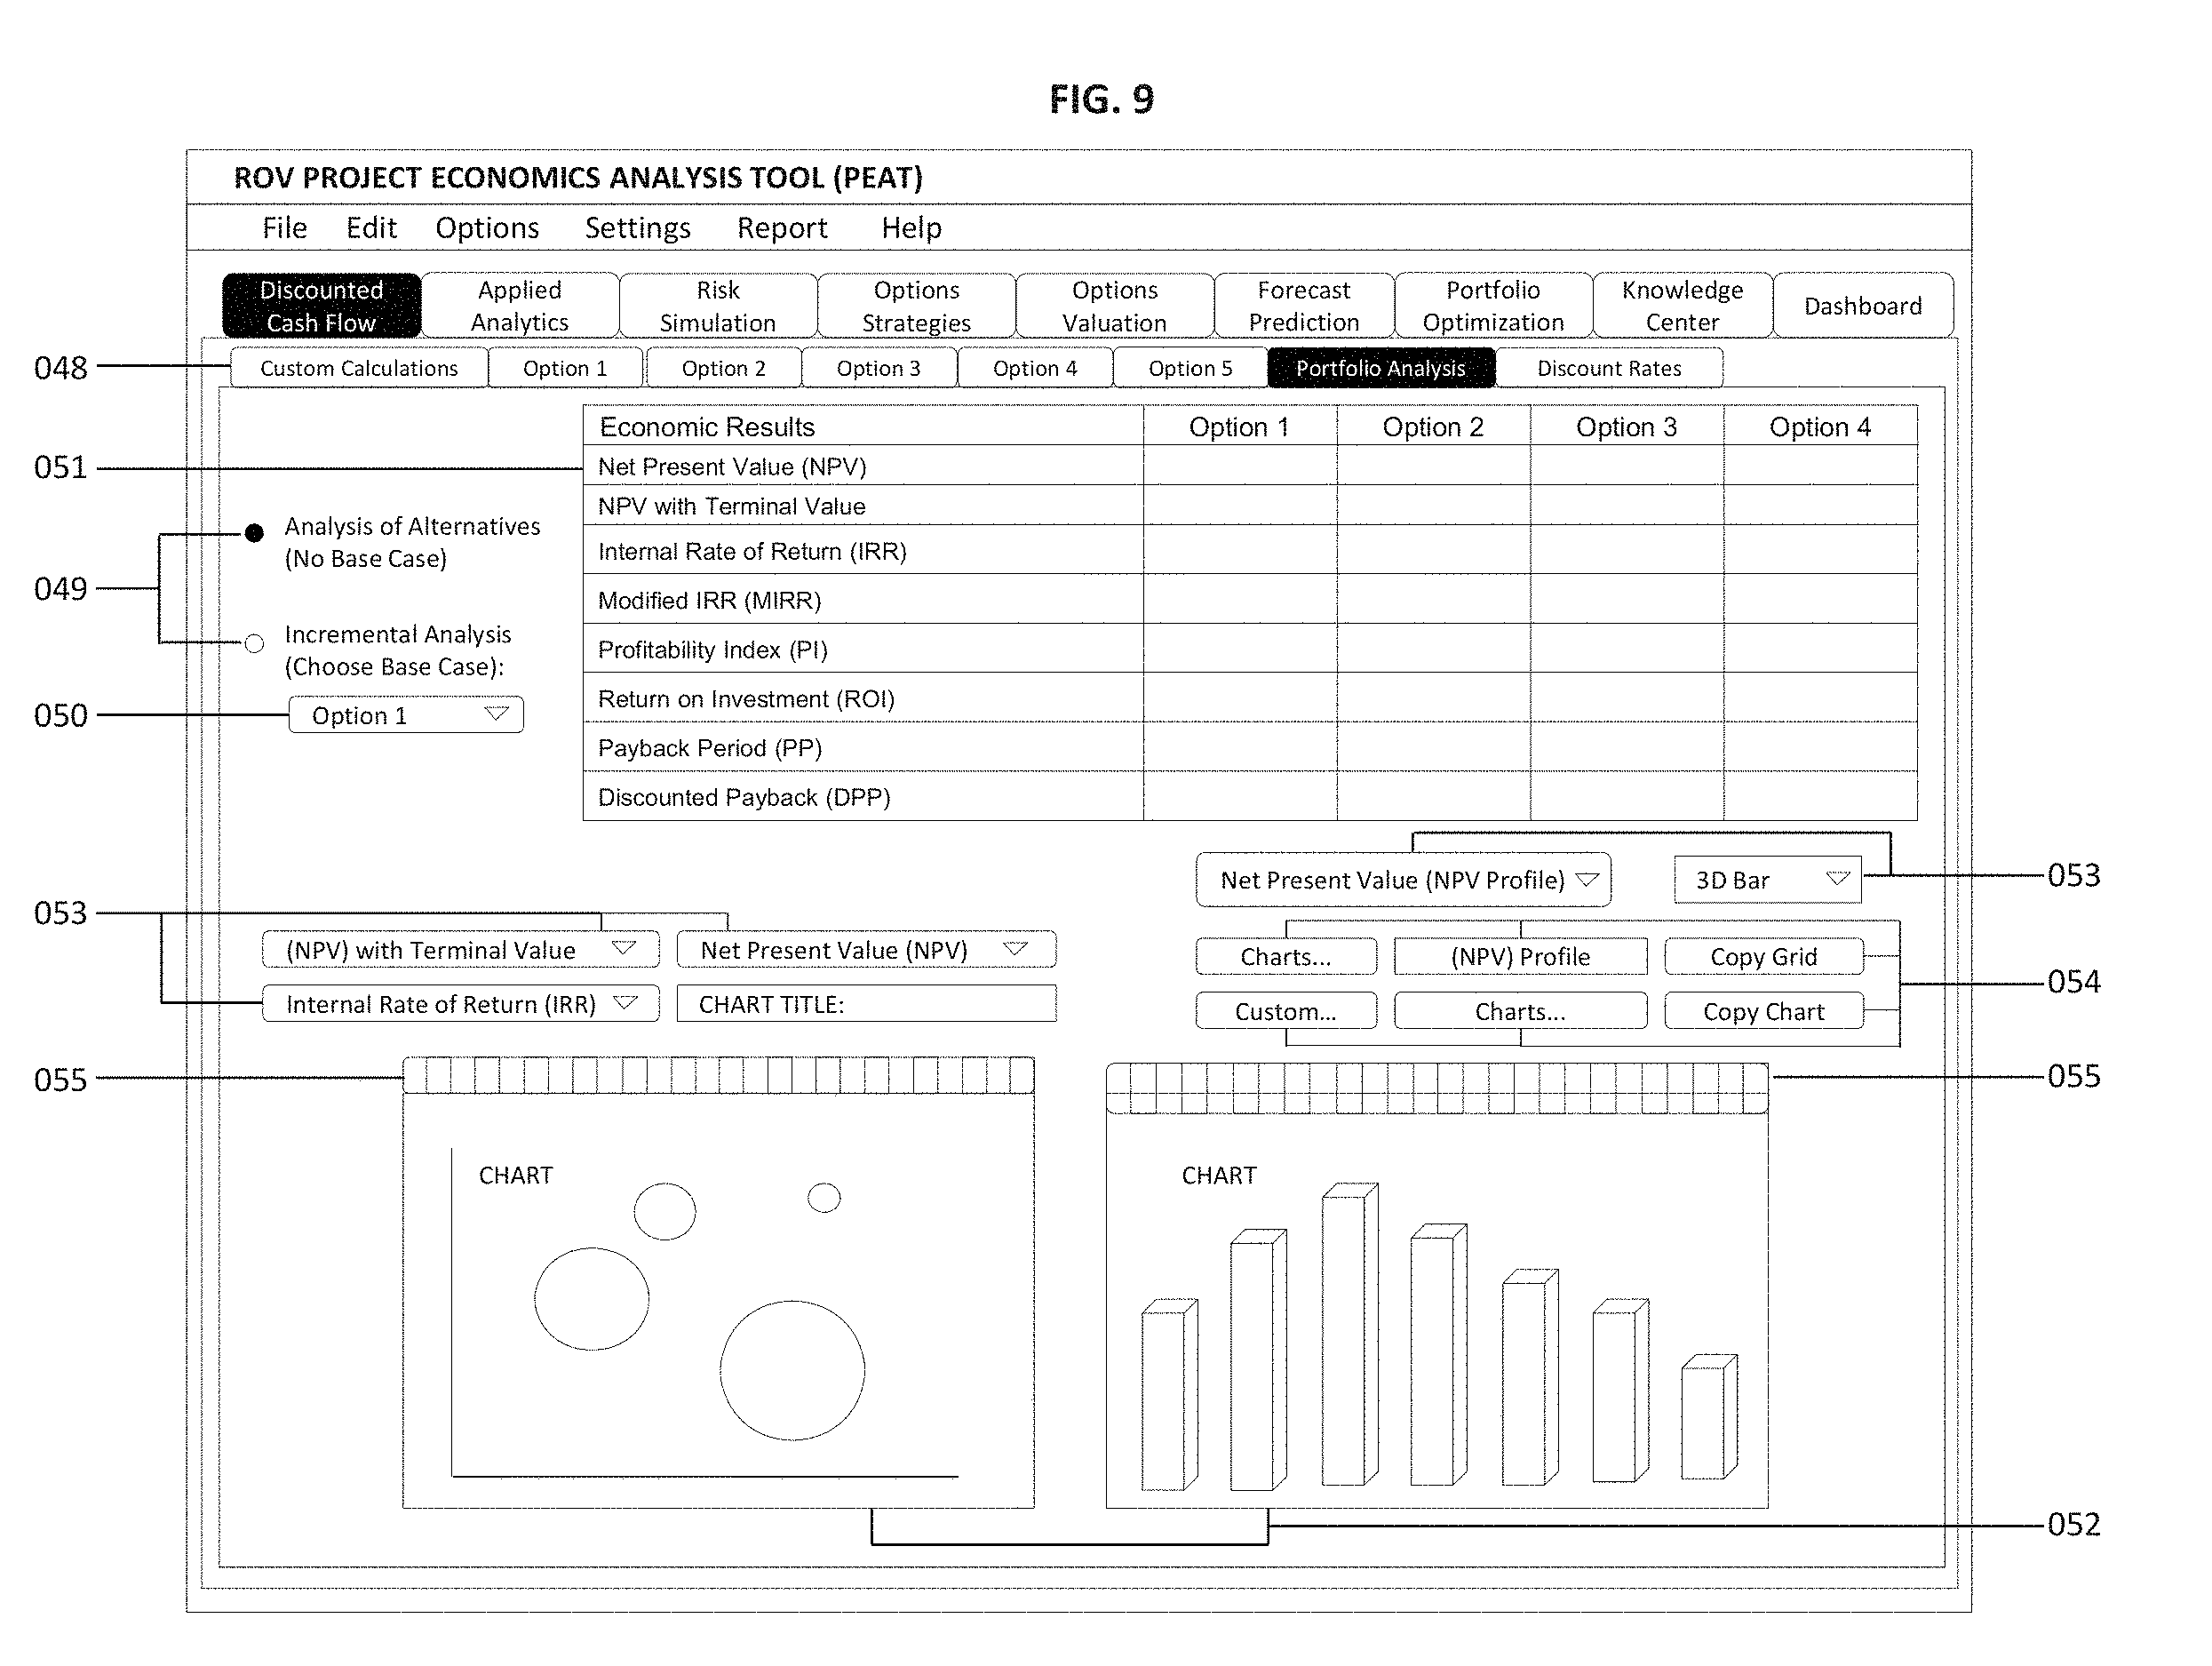 FIG. 9
ROV PROJECT ECONOMICS ANALYSIS TOOL (PEAT)
File Edit Options Settings Report Help
Discounted Cash Flow
Applied Analytics
Risk Simulation
Options Strategies
Options Valuation
Forecast Prediction
Portfolio Optimization
Knowledge Center
Dashboard
048
Custom Calculations Option 1 Option 2 Option 3 Option 4 Option 5 Portfolio Analysis Discount Rates
Economic Results Option 1 Option 2 Option 3 Option 4
051
Net Present Value (NPV)
NPV with Terminal Value
Internal Rate of Return (IRR)
Modified IRR (MIRR)
Profitability Index (PI)
Return on Investment (ROI)
Payback Period (PP)
Discounted Payback (DPP)
049
Analysis of Alternatives
(No Base Case)
Incremental Analysis
(Choose Base Case):
050
Option 1
Net Present Value (NPV Profile) 3D Bar
053
053
(NPV) with Terminal Value Net Present Value (NPV)
Internal Rate of Return (IRR) CHART TITLE:
Charts... (NPV) Profile Copy Grid
Custom... Charts... Copy Chart
054
055
055
CHART
CHART
052